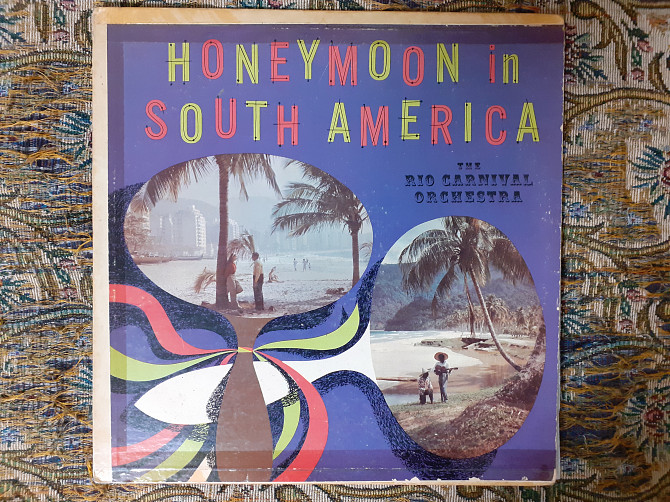 HONEYMOON in
SOUTH AMERICA
THE
RIO CARNIVAL
ORCHESTRA